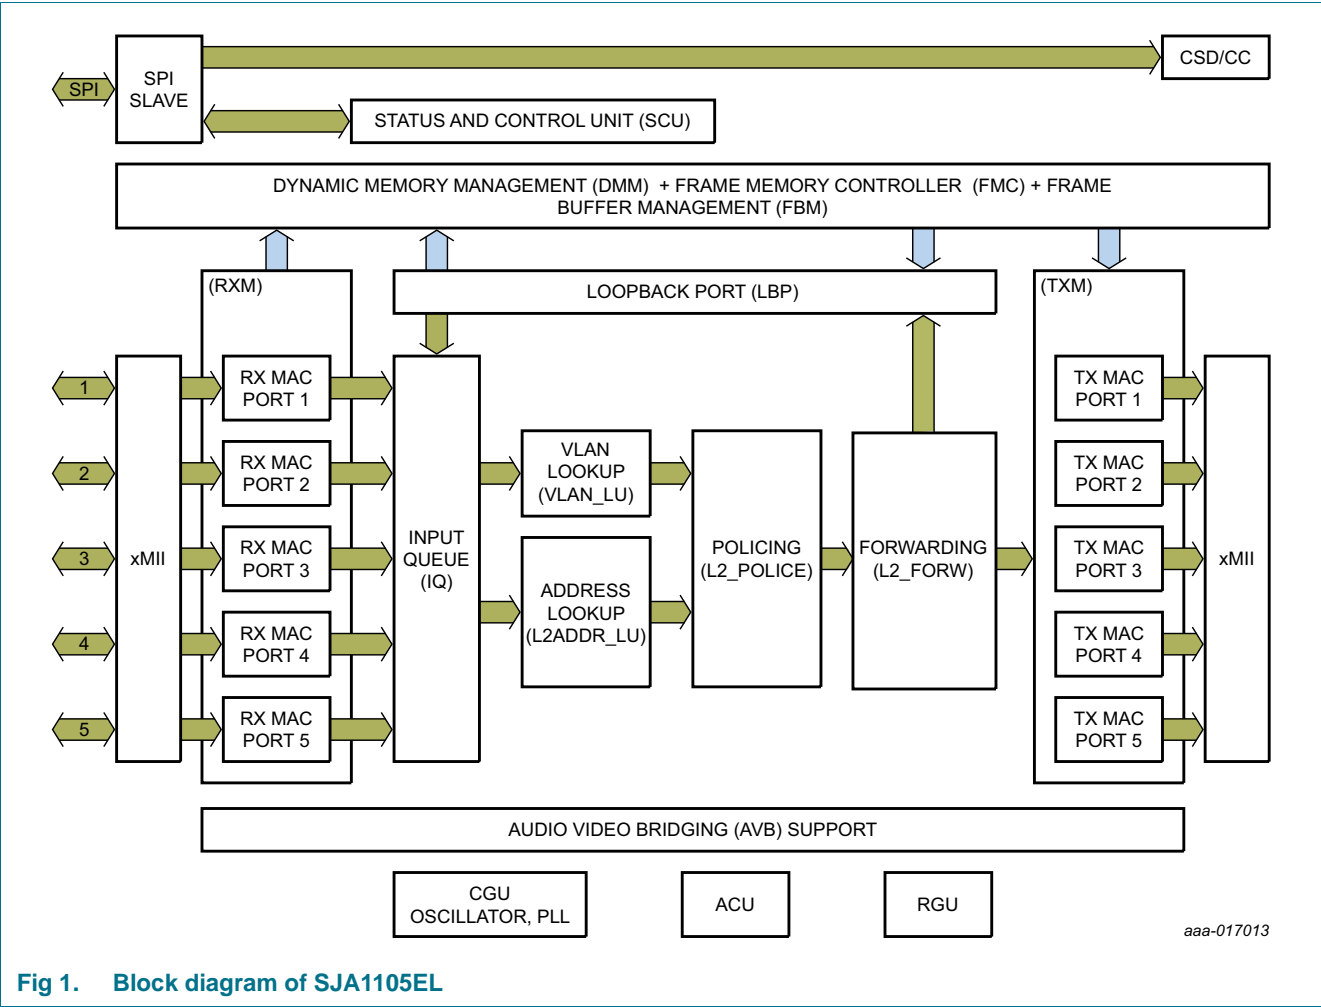 SPI
SPI
SLAVE
CSD/CC
STATUS AND CONTROL UNIT (SCU)
DYNAMIC MEMORY MANAGEMENT (DMM) + FRAME MEMORY CONTROLLER (FMC) + FRAME
BUFFER MANAGEMENT (FBM)
(RXM)
LOOPBACK PORT (LBP)
(TXM)
1
2
3
4
5
xMII
RX MAC
PORT 1
RX MAC
PORT 2
RX MAC
PORT 3
RX MAC
PORT 4
RX MAC
PORT 5
INPUT
QUEUE
(IQ)
VLAN
LOOKUP
(VLAN_LU)
ADDRESS
LOOKUP
(L2ADDR_LU)
POLICING
(L2_POLICE)
FORWARDING
(L2_FORW)
TX MAC
PORT 1
TX MAC
PORT 2
TX MAC
PORT 3
TX MAC
PORT 4
TX MAC
PORT 5
xMII
AUDIO VIDEO BRIDGING (AVB) SUPPORT
CGU
OSCILLATOR, PLL
ACU
RGU
aaa-017013
Fig 1. Block diagram of SJA1105EL